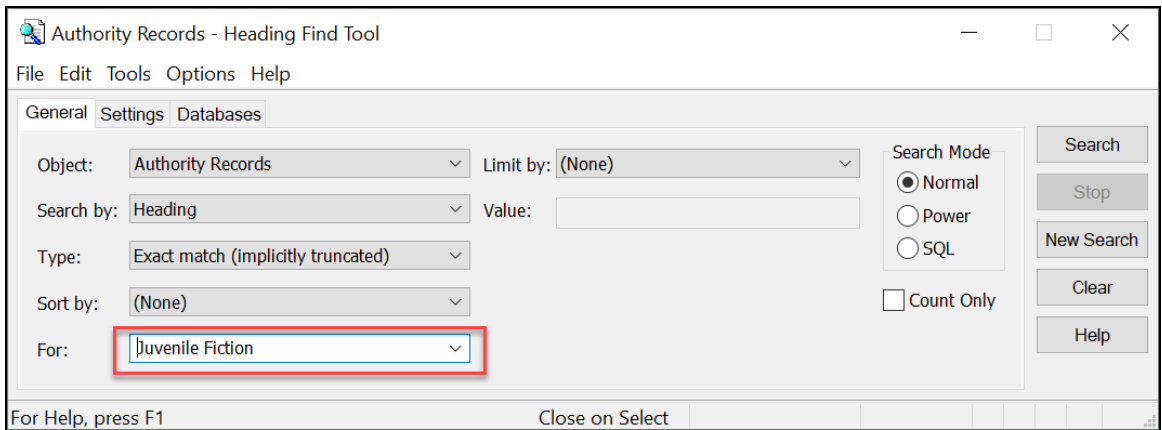 Authority Records - Heading Find Tool
File Edit Tools Options Help
General Settings Databases
Object: Authority Records Limit by: (None)
Search by: Heading Value:
Type: Exact match (implicitly truncated)
Sort by: (None)
For: Juvenile Fiction
Search Mode
Normal
Power
SQL
Count Only
Search
Stop
New Search
Clear
Help
For Help, press F1 Close on Select